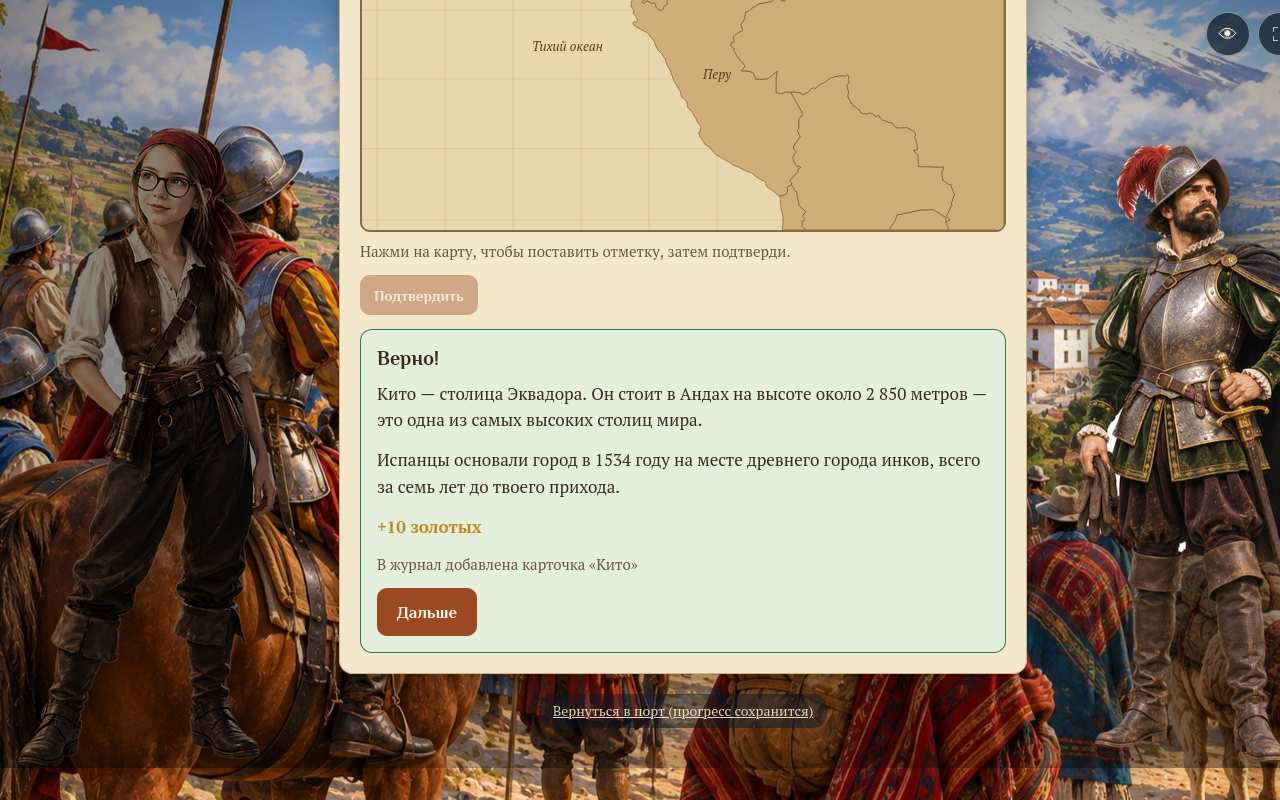 Тихий океан
Перу
Нажми на карту, чтобы поставить отметку, затем подтверди.
Подтвердить
Верно!
Кито — столица Эквадора. Он стоит в Андах на высоте около 2 850 метров —
это одна из самых высоких столиц мира.
Испанцы основали город в 1534 году на месте древнего города инков, всего
за семь лет до твоего прихода.
+10 золотых
В журнал добавлена карточка «Кито»
Дальше
Вернуться в порт (прогресс сохранится)